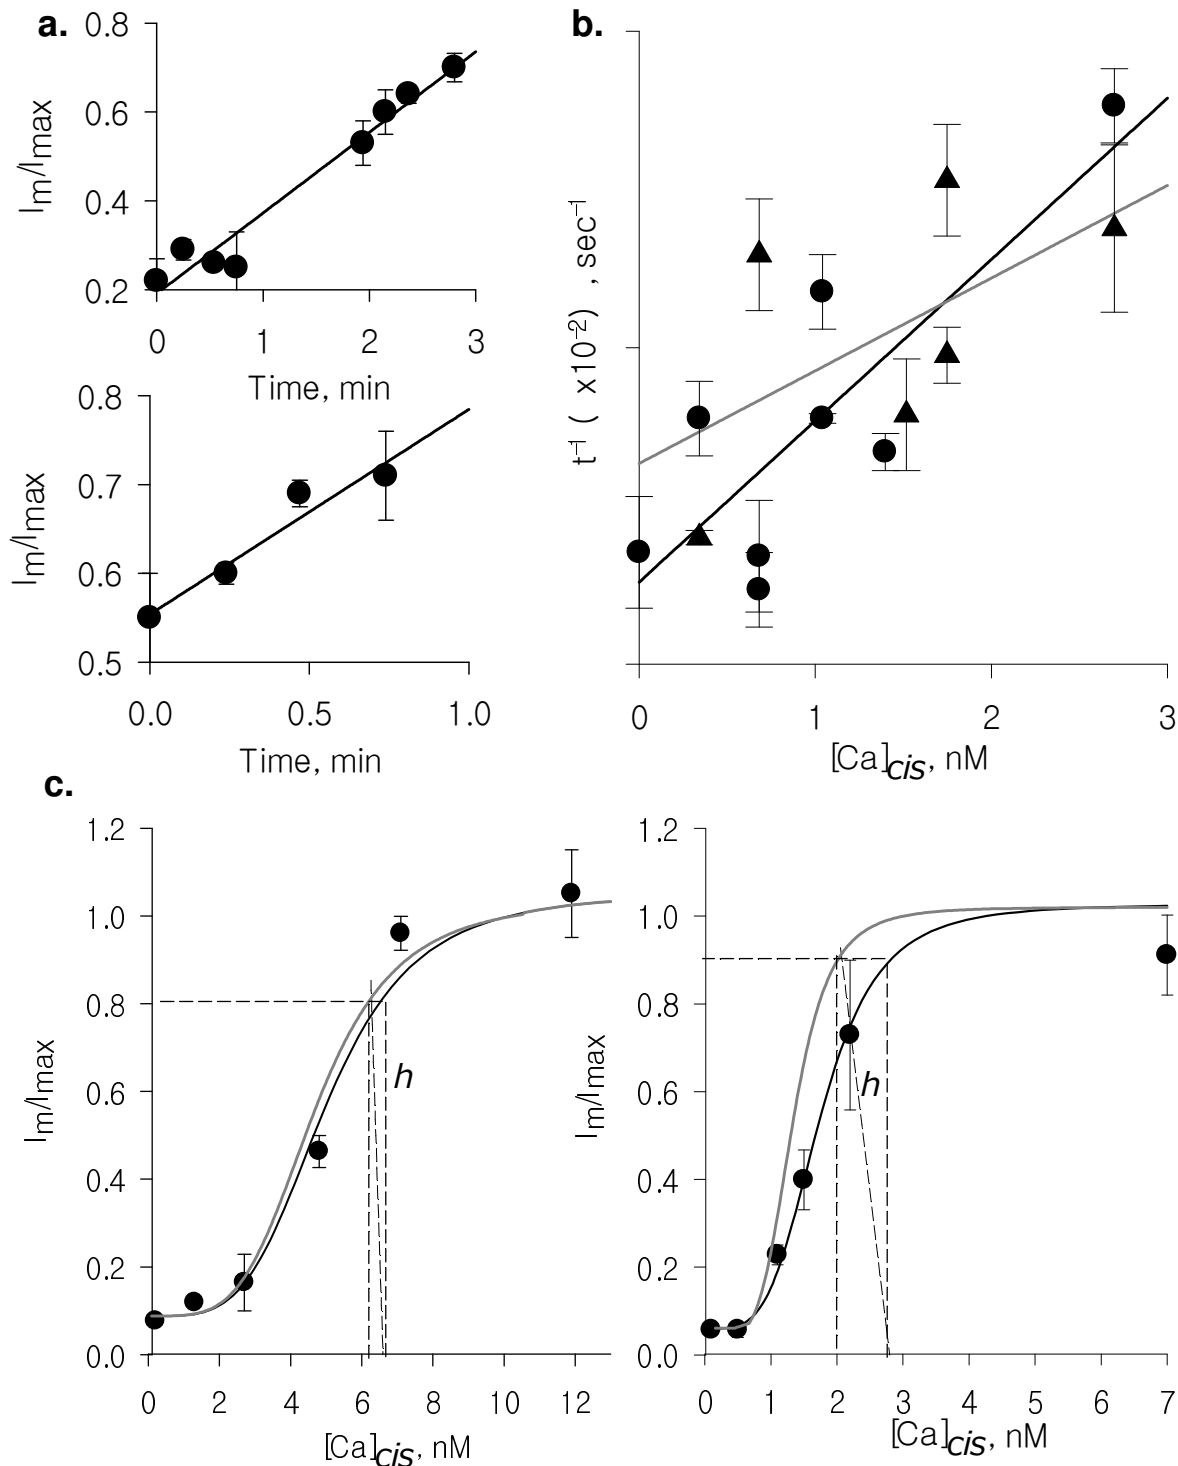 a.
0.8
0.6
0.4
0.2
Im/Imax
0 1 2 3
Time, min
0.8
0.7
0.6
0.5
Im/Imax
0.0 0.5 1.0
Time, min
b.
t⁻¹ ( x10⁻²) , sec⁻¹
0 1 2 3
[Ca]cis, nM
c.
1.2
1.0
0.8
0.6
0.4
0.2
0.0
Im/Imax
h
0 2 4 6 8 10 12
[Ca]cis, nM
1.2
1.0
0.8
0.6
0.4
0.2
0.0
Im/Imax
h
0 1 2 3 4 5 6 7
[Ca]cis, nM